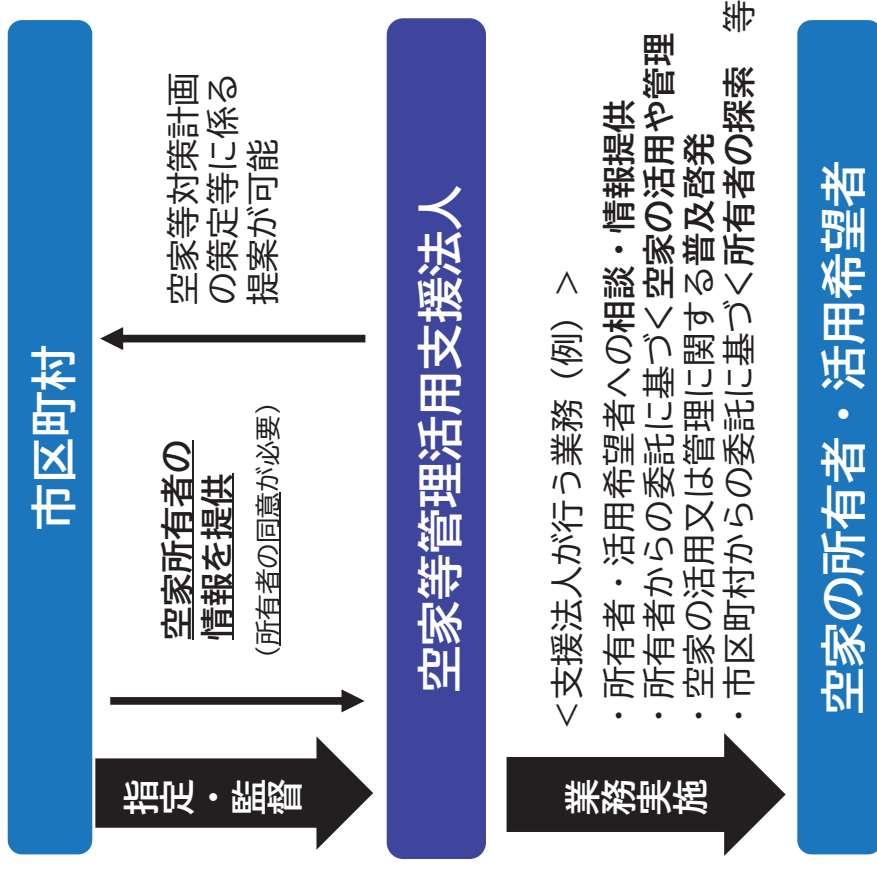 市区町村
指定・監督
空家所有者の
情報を提供
(所有者の同意が必要)
空家等対策計画
の策定等に係る
提案が可能
空家等管理活用支援法人
業務実施
＜支援法人が行う業務（例）＞
・所有者・活用希望者への相談・情報提供
・所有者からの委託に基づく空家の活用や管理
・空家の活用又は管理に関する普及啓発
・市区町村からの委託に基づく所有者の探索　等
空家の所有者・活用希望者